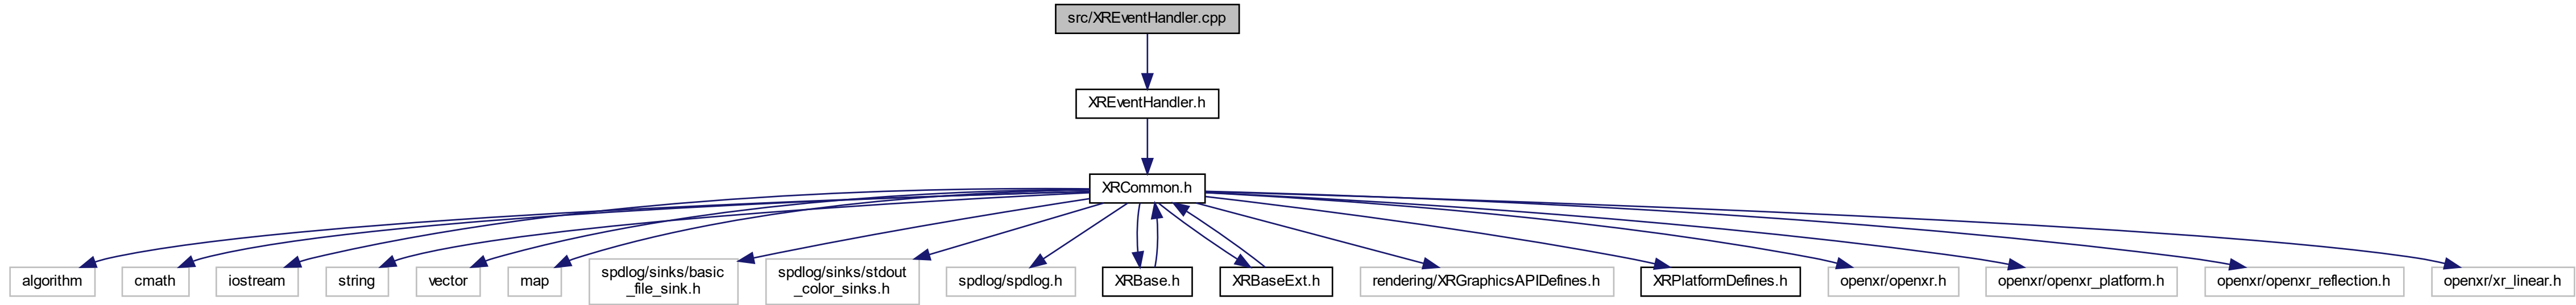 src/XREventHandler.cpp
XREventHandler.h
XRCommon.h
algorithm
cmath
iostream
string
vector
map
spdlog/sinks/basic
_file_sink.h
spdlog/sinks/stdout
_color_sinks.h
spdlog/spdlog.h
XRBase.h
XRBaseExt.h
rendering/XRGraphicsAPIDefines.h
XRPlatformDefines.h
openxr/openxr.h
openxr/openxr_platform.h
openxr/openxr_reflection.h
openxr/xr_linear.h